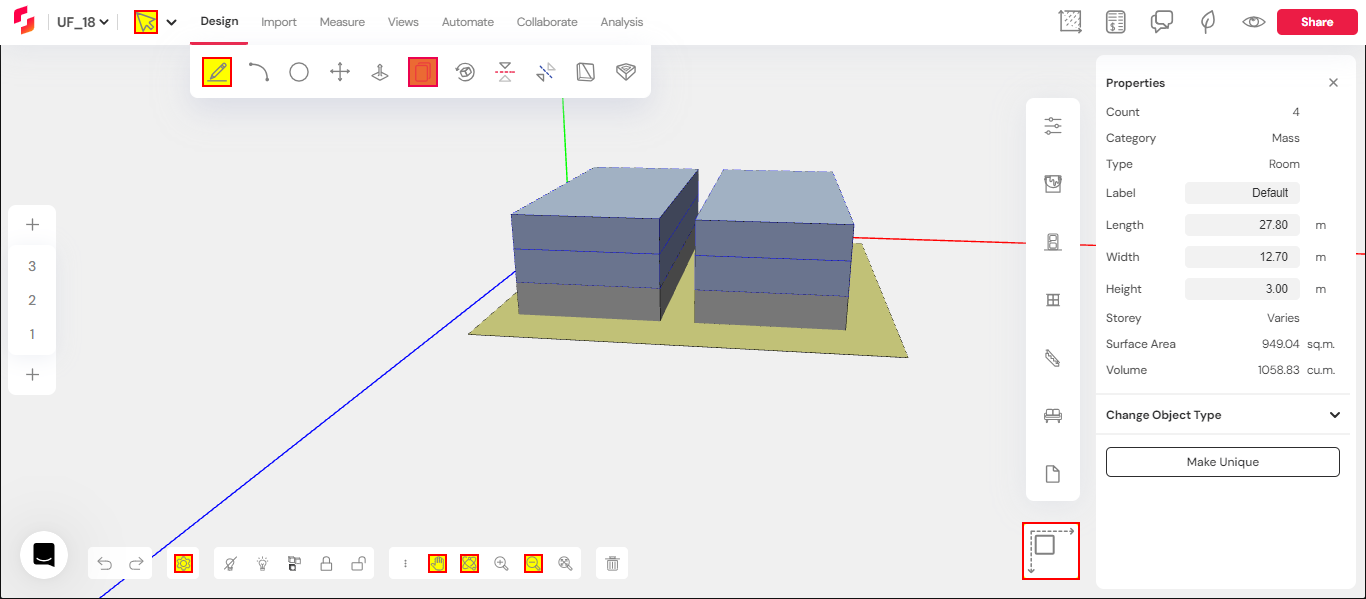 UF_18
Design
Import
Measure
Views
Automate
Collaborate
Analysis
Share
3
2
1
Properties
Count 4
Category Mass
Type Room
Label Default
Length 27.80 m
Width 12.70 m
Height 3.00 m
Storey Varies
Surface Area 949.04 sq.m.
Volume 1058.83 cu.m.
Change Object Type
Make Unique